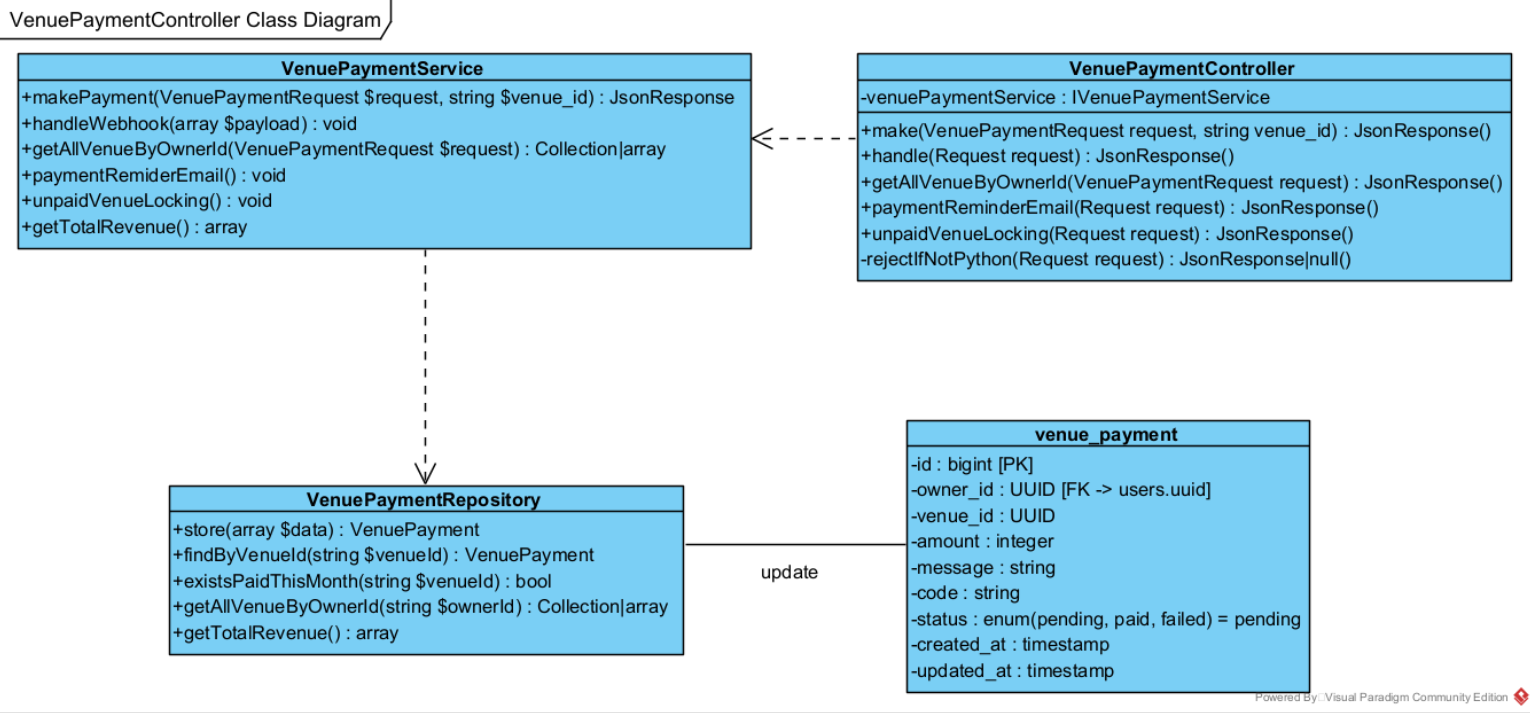 VenuePaymentController Class Diagram
VenuePaymentService
+makePayment(VenuePaymentRequest $request, string $venue_id) : JsonResponse
+handleWebhook(array $payload) : void
+getAllVenueByOwnerId(VenuePaymentRequest $request) : Collection|array
+paymentRemiderEmail() : void
+unpaidVenueLocking() : void
+getTotalRevenue() : array
VenuePaymentController
-venuePaymentService : IVenuePaymentService
+make(VenuePaymentRequest request, string venue_id) : JsonResponse()
+handle(Request request) : JsonResponse()
+getAllVenueByOwnerId(VenuePaymentRequest request) : JsonResponse()
+paymentReminderEmail(Request request) : JsonResponse()
+unpaidVenueLocking(Request request) : JsonResponse()
-rejectIfNotPython(Request request) : JsonResponse|null()
VenuePaymentRepository
+store(array $data) : VenuePayment
+findByVenueId(string $venueId) : VenuePayment
+existsPaidThisMonth(string $venueId) : bool
+getAllVenueByOwnerId(string $ownerId) : Collection|array
+getTotalRevenue() : array
update
venue_payment
-id : bigint [PK]
-owner_id : UUID [FK -> users.uuid]
-venue_id : UUID
-amount : integer
-message : string
-code : string
-status : enum(pending, paid, failed) = pending
-created_at : timestamp
-updated_at : timestamp
Powered By Visual Paradigm Community Edition